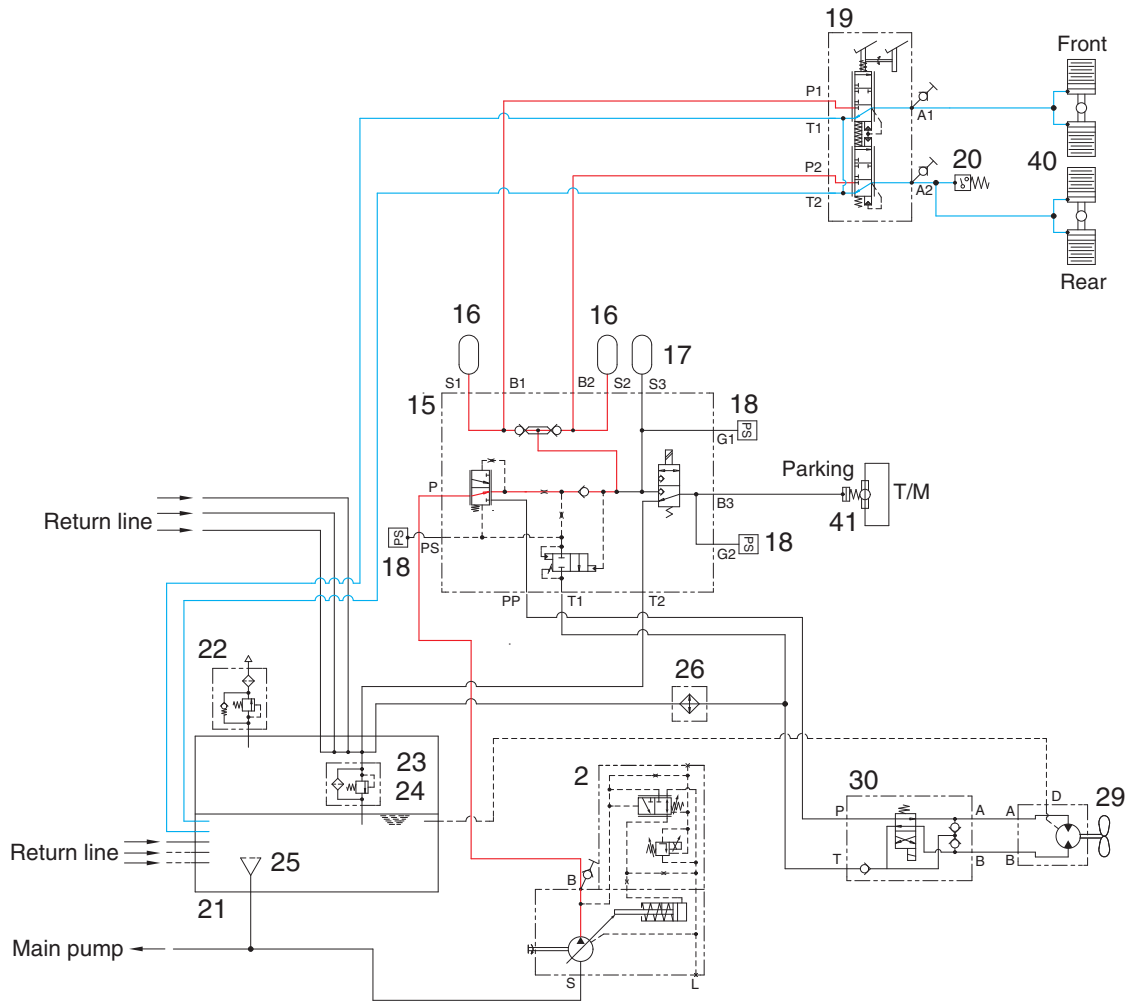 19
Front
P1
T1
A1
P2
T2
A2
20
40
Rear
16
16
17
S1
B1
B2
S2
S3
15
18
PS
G1
Parking
P
T/M
B3
Return line
41
PS
PS
18
G2
PS
18
PP
T1
T2
22
26
23
24
2
30
D
29
P
A
A
Return line
25
T
B
B
B
21
Main pump
S
L